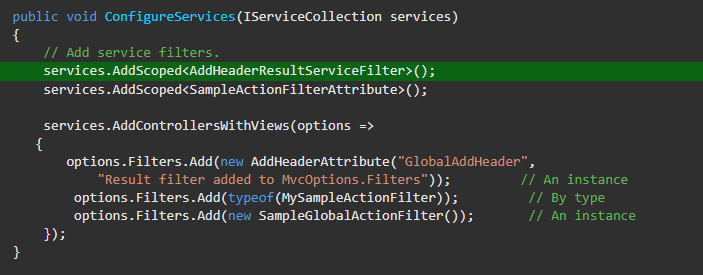 public void ConfigureServices(IServiceCollection services)
{
    // Add service filters.
    services.AddScoped<AddHeaderResultServiceFilter>();
    services.AddScoped<SampleActionFilterAttribute>();

    services.AddControllersWithViews(options =>
   {
       options.Filters.Add(new AddHeaderAttribute("GlobalAddHeader",
           "Result filter added to MvcOptions.Filters"));         // An instance
        options.Filters.Add(typeof(MySampleActionFilter));         // By type
        options.Filters.Add(new SampleGlobalActionFilter());       // An instance
    });
}